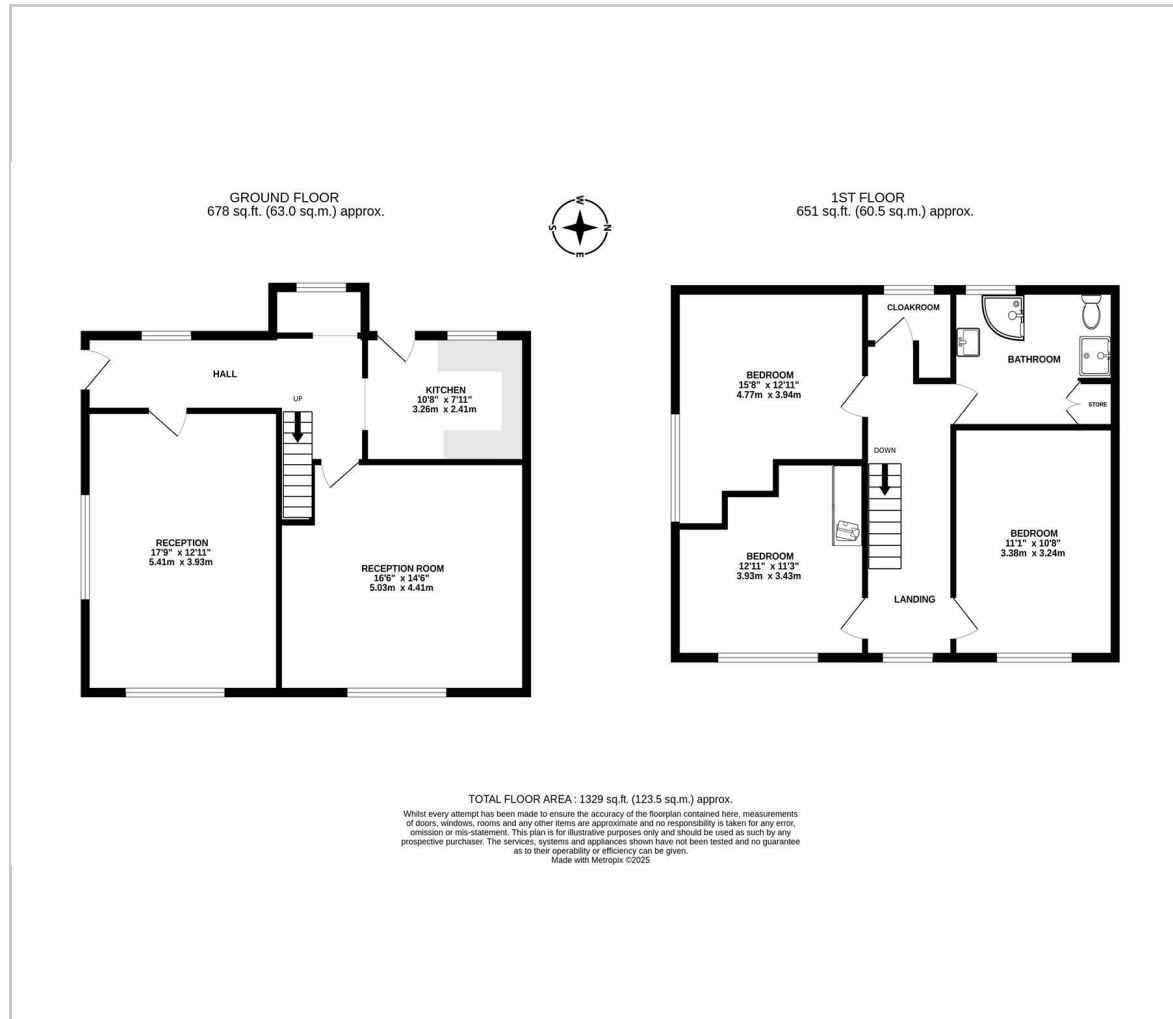 GROUND FLOOR
678 sq.ft. (63.0 sq.m.) approx.
1ST FLOOR
651 sq.ft. (60.5 sq.m.) approx.
W
S
N
E
HALL
UP
KITCHEN
10'8" x 7'11"
3.26m x 2.41m
RECEPTION
17'9" x 12'11"
5.41m x 3.93m
RECEPTION ROOM
16'6" x 14'6"
5.03m x 4.41m
CLOAKROOM
BATHROOM
STORE
BEDROOM
15'8" x 12'11"
4.77m x 3.94m
DOWN
BEDROOM
12'11" x 11'3"
3.93m x 3.43m
BEDROOM
11'1" x 10'8"
3.38m x 3.24m
LANDING
TOTAL FLOOR AREA : 1329 sq.ft. (123.5 sq.m.) approx.
Whilst every attempt has been made to ensure the accuracy of the floorplan contained here, measurements
of doors, windows, rooms and any other items are approximate and no responsibility is taken for any error,
omission or mis-statement. This plan is for illustrative purposes only and should be used as such by any
prospective purchaser. The services, systems and appliances shown have not been tested and no guarantee
as to their operability or efficiency can be given.
Made with Metropix ©2025